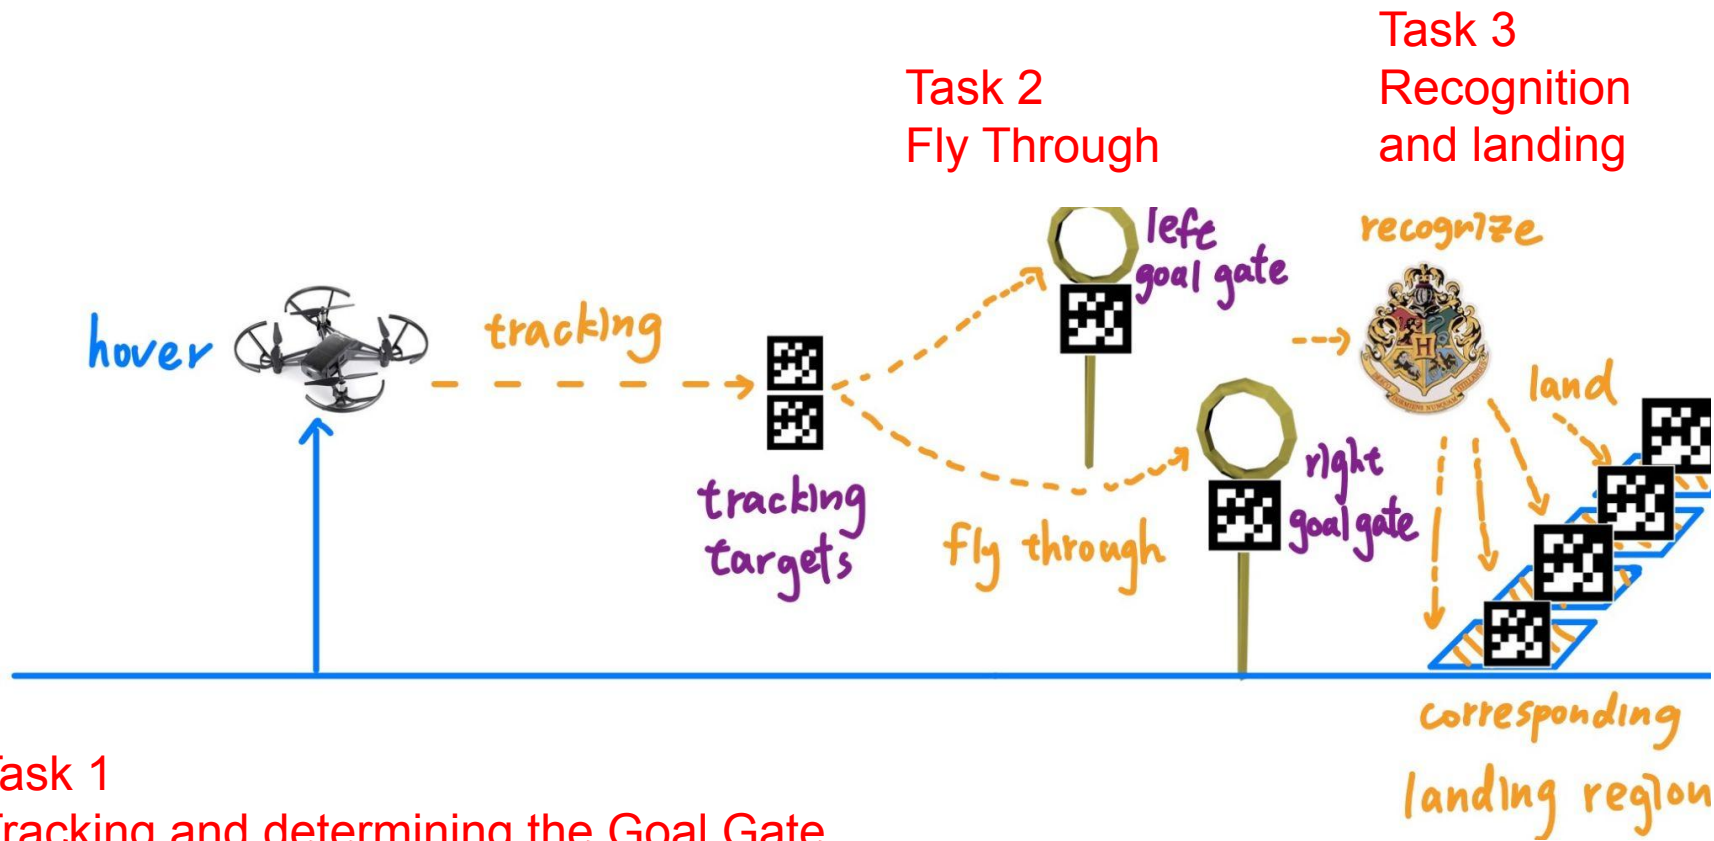 Task 3
Recognition
and landing
Task 2
Fly Through
left
goal gate
recognize
hover
tracking
H
land
tracking
targets
fly through
right
goal gate
corresponding
landing region
Task 1
Tracking and determining the Goal Gate